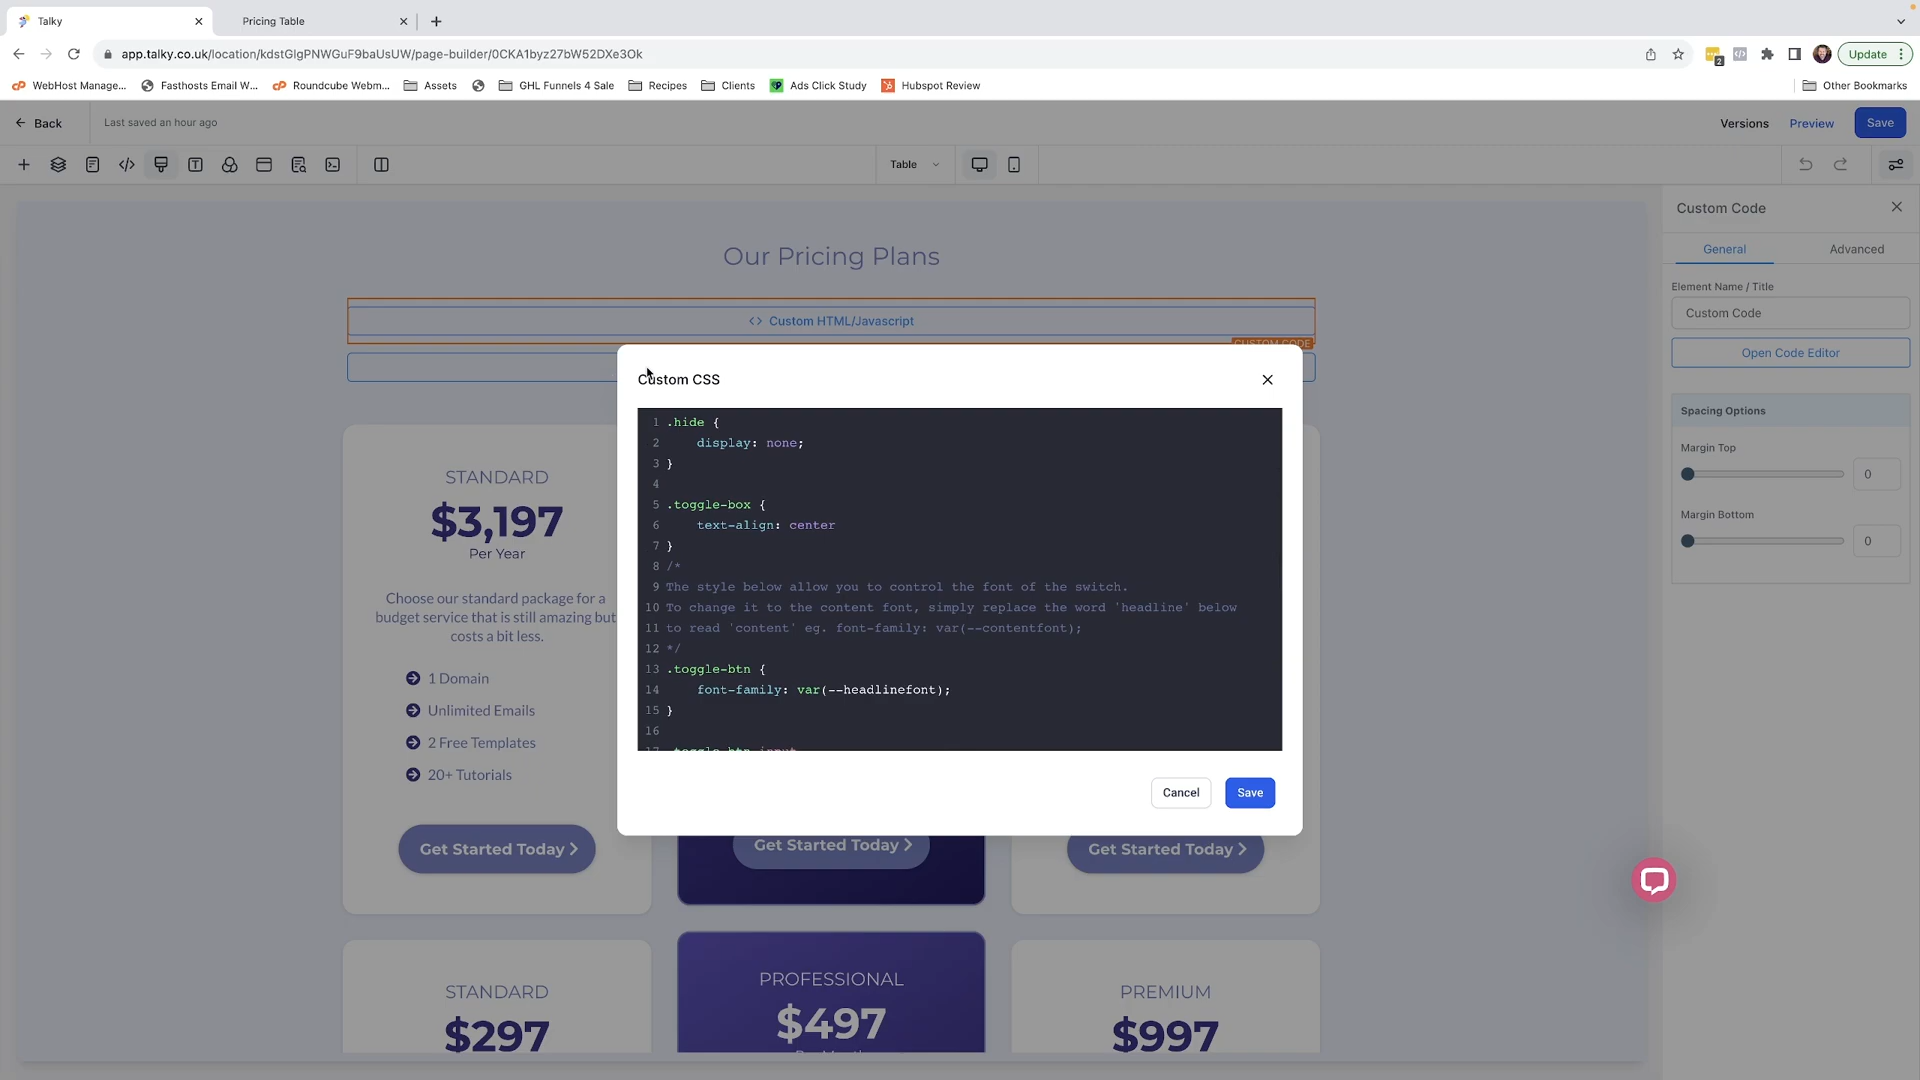 Talky
Pricing Table
app.talky.co.uk/location/kdstGlgPNWGuF9baUsUW/page-builder/0CKA1byz27bW52DXe3Ok
2
Update
WebHost Manage...
Fasthosts Email W...
Roundcube Webm...
Assets
GHL Funnels 4 Sale
Recipes
Clients
Ads Click Study
Hubspot Review
Other Bookmarks
Back
Last saved an hour ago
Versions
Preview
Save
Table
Our Pricing Plans
Custom HTML/Javascript
CUSTOM CODE
Custom CSS
1 .hide {
2 display: none;
3 }
4
5 .toggle-box {
6 text-align: center
7 }
8 /*
9 The style below allow you to control the font of the switch.
10 To change it to the content font, simply replace the word 'headline' below
11 to read 'content' eg. font-family: var(--contentfont);
12 */
13 .toggle-btn {
14 font-family: var(--headlinefont);
15 }
16
17 .toggle-btn input
Cancel
Save
STANDARD
$3,197
Per Year
Choose our standard package for a
budget service that is still amazing but
costs a bit less.
1 Domain
Unlimited Emails
2 Free Templates
20+ Tutorials
Get Started Today
Get Started Today
Get Started Today
STANDARD
$297
PROFESSIONAL
$497
PREMIUM
$997
Custom Code
General
Advanced
Element Name / Title
Custom Code
Open Code Editor
Spacing Options
Margin Top
0
Margin Bottom
0